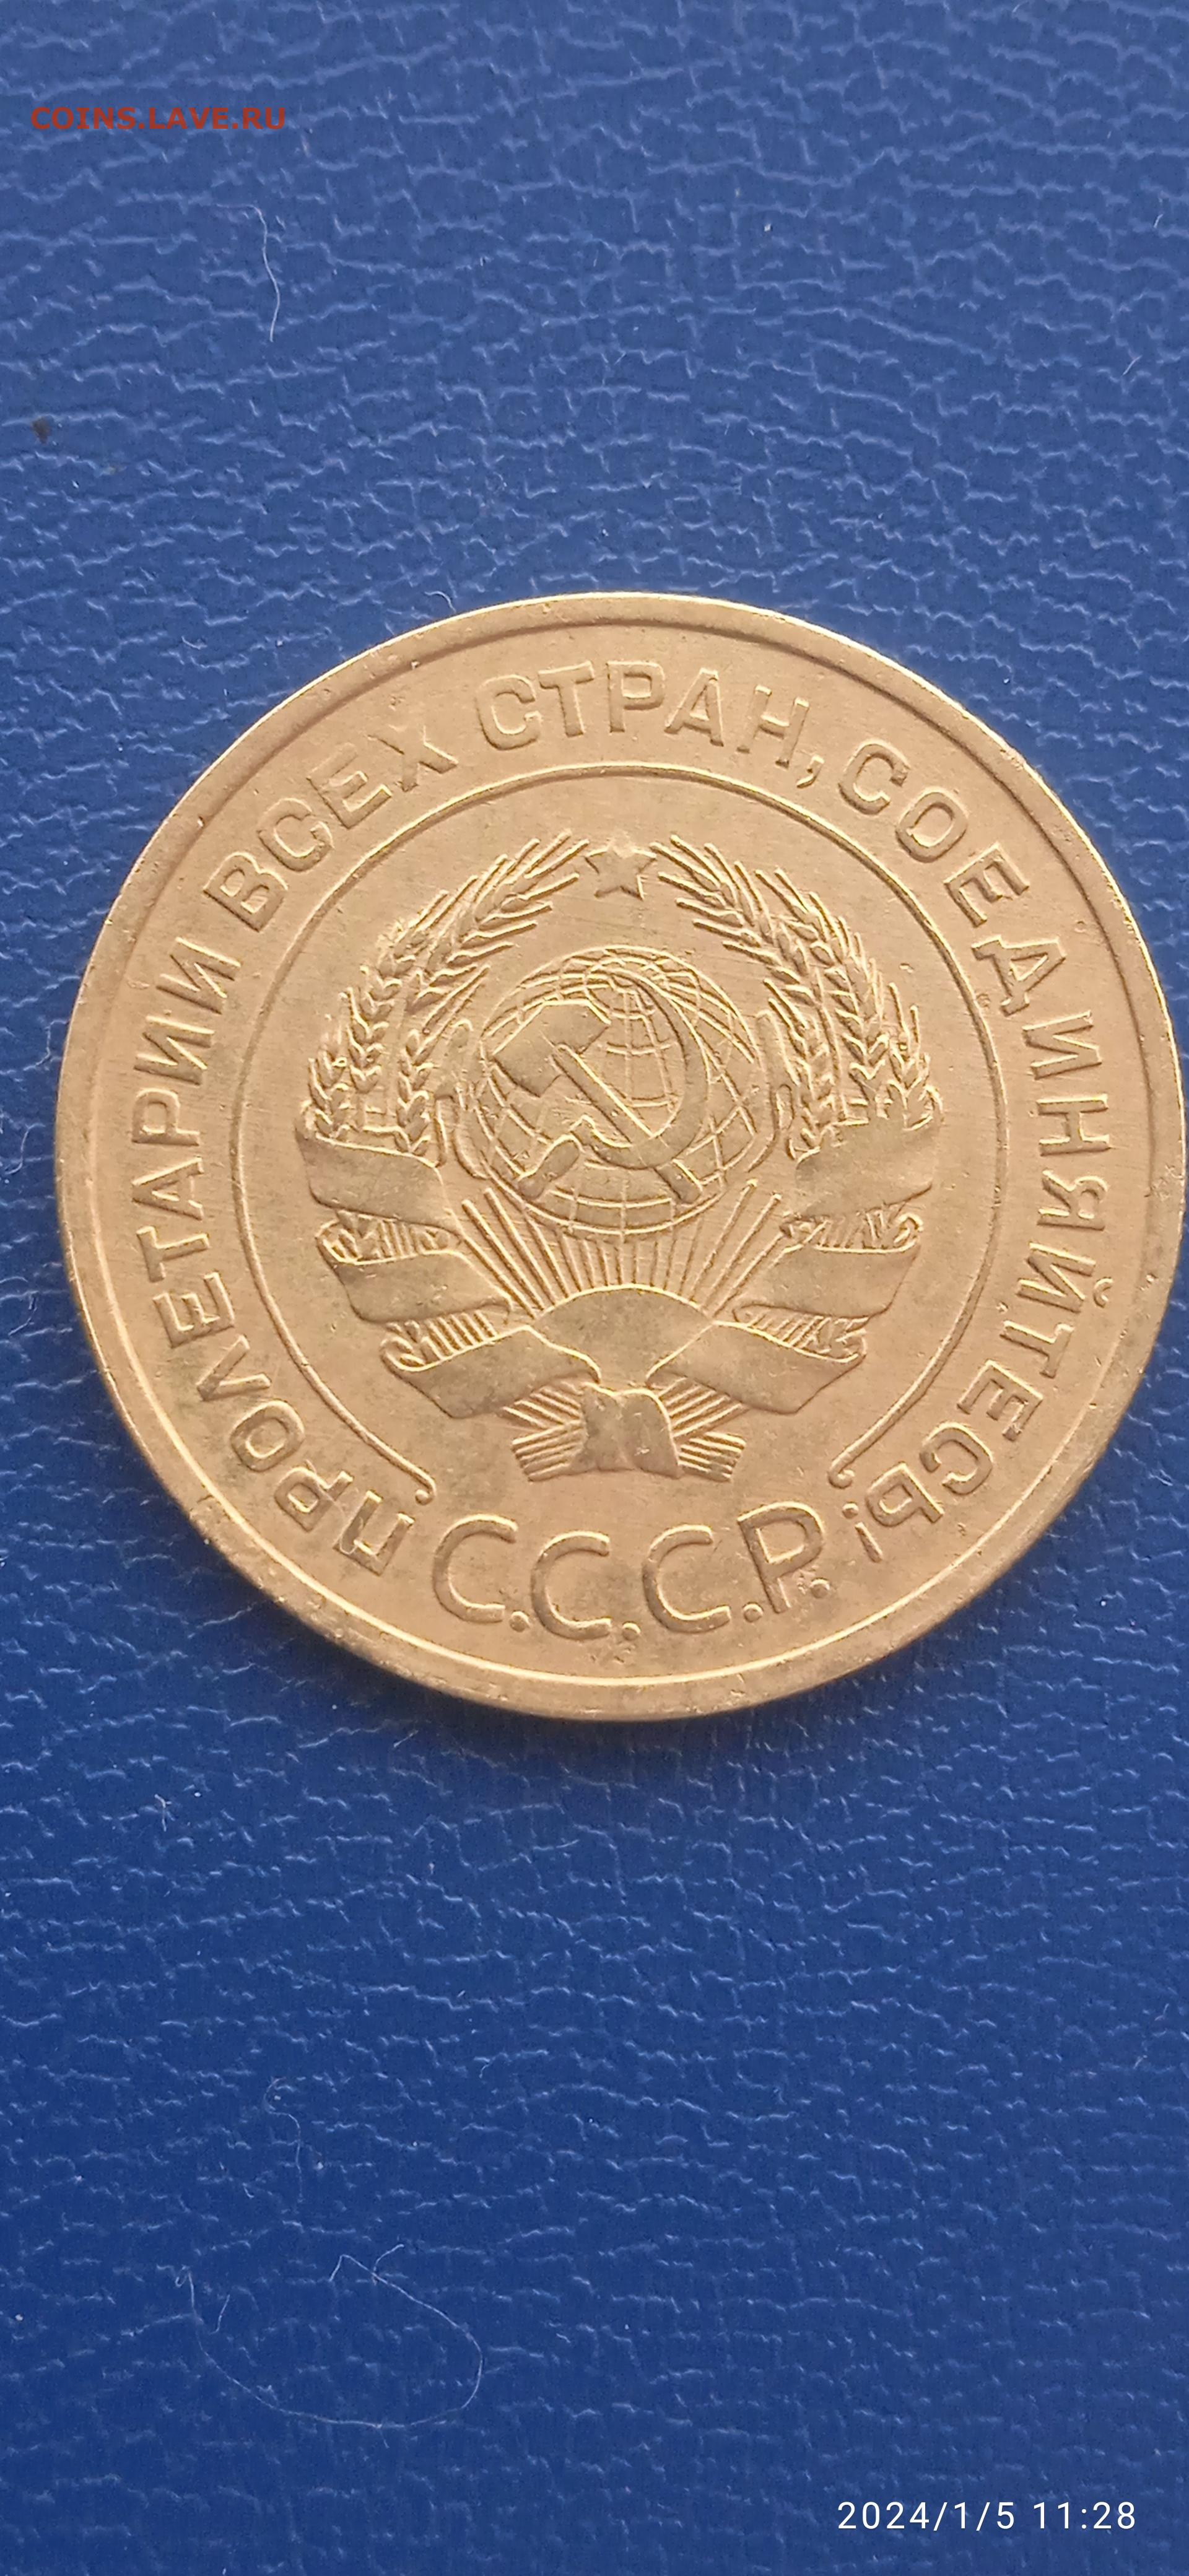 COINS.LAVE.RU
ПРОЛЕТАРИИ ВСЕХ СТРАН, СОЕДИНЯЙТЕСЬ!
С.С.С.Р.
2024/1/5 11:28